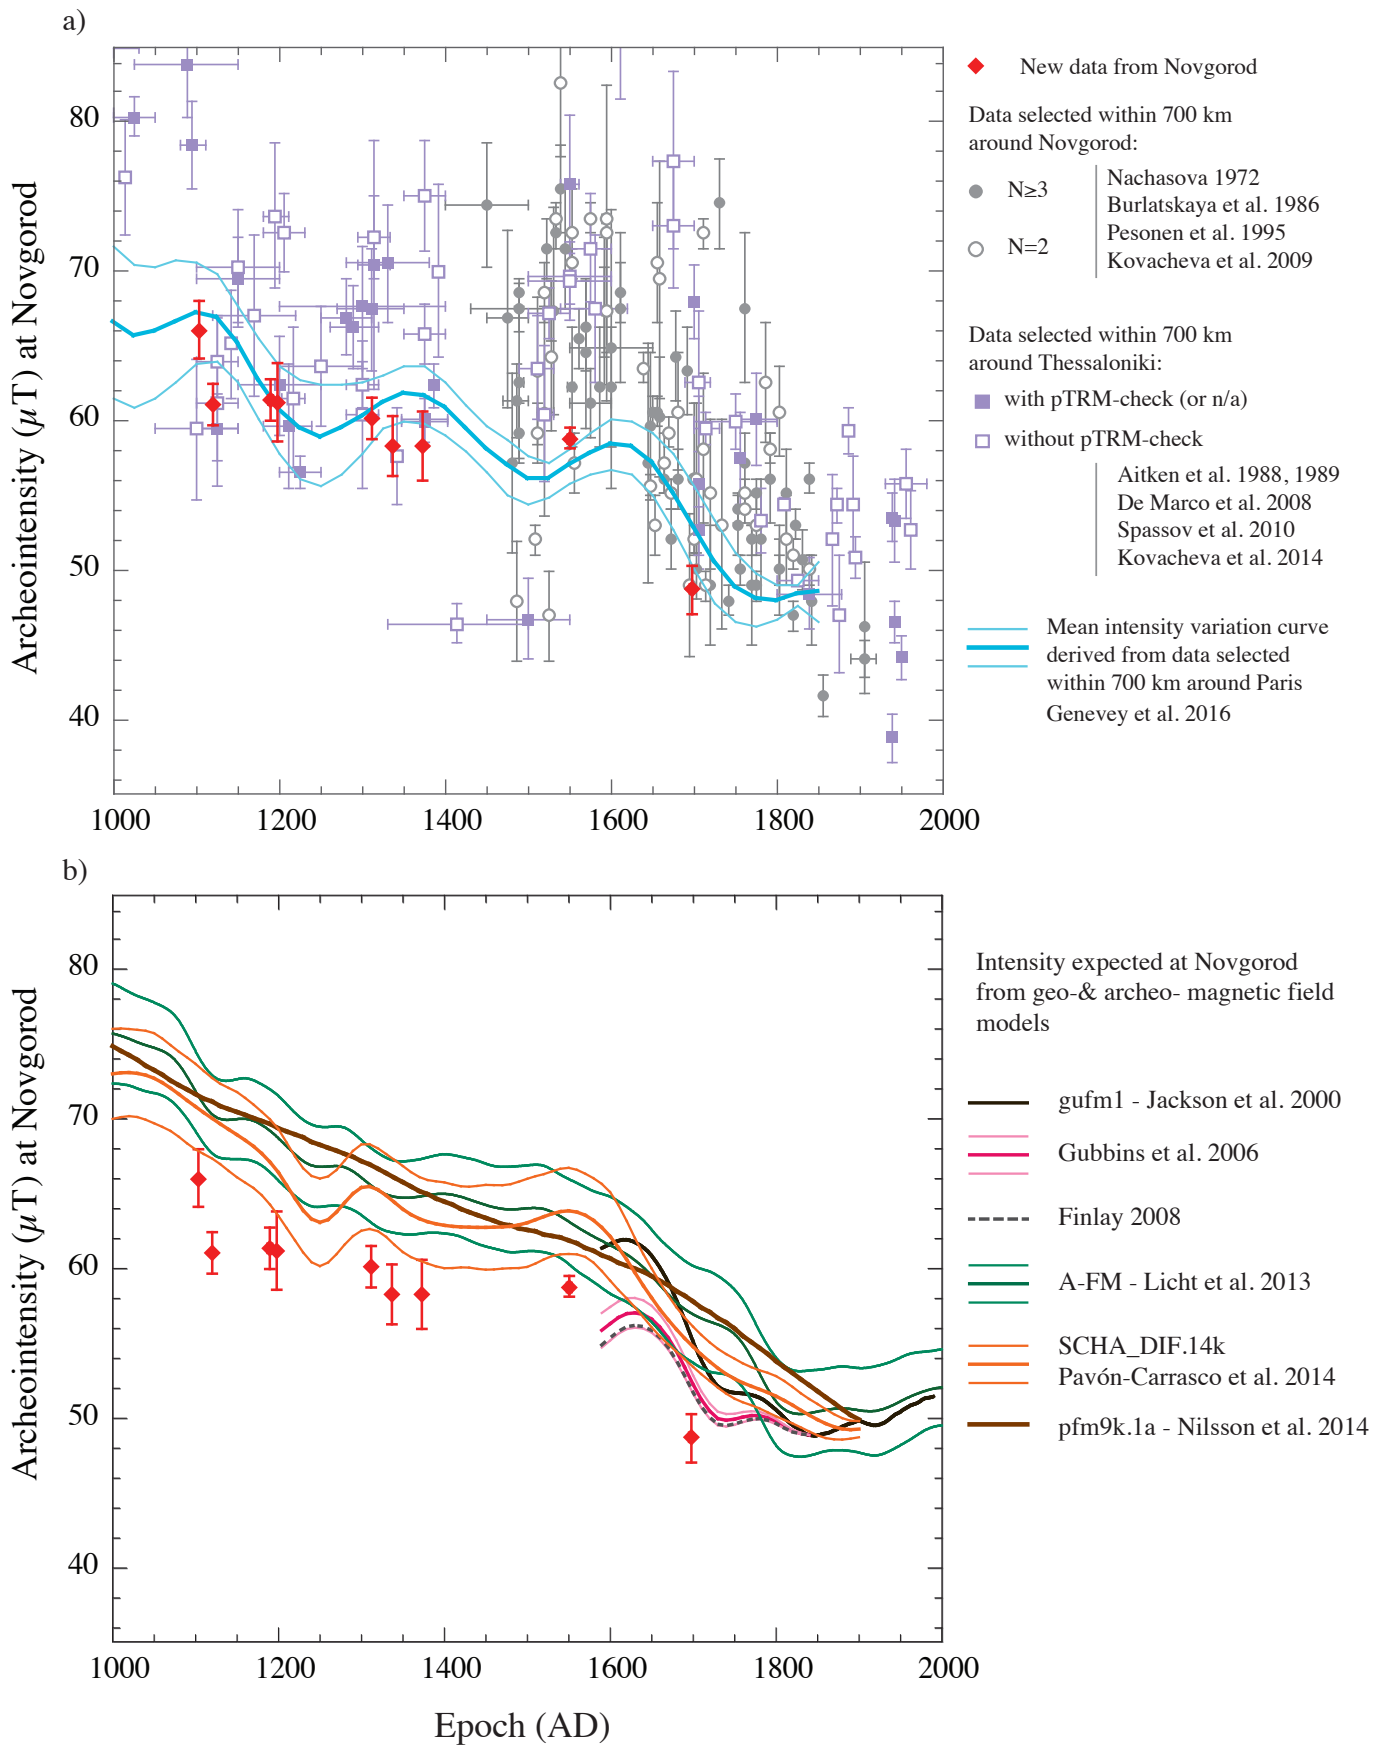 a)
Archeointensity (µT) at Novgorod
80
70
60
50
40
1000
1200
1400
1600
1800
2000
New data from Novgorod
Data selected within 700 km
around Novgorod:
N≥3
N=2
Nachasova 1972
Burlatskaya et al. 1986
Pesonen et al. 1995
Kovacheva et al. 2009
Data selected within 700 km
around Thessaloniki:
with pTRM-check (or n/a)
without pTRM-check
Aitken et al. 1988, 1989
De Marco et al. 2008
Spassov et al. 2010
Kovacheva et al. 2014
Mean intensity variation curve
derived from data selected
within 700 km around Paris
Genevey et al. 2016
b)
Archeointensity (µT) at Novgorod
80
70
60
50
40
1000
1200
1400
1600
1800
2000
Epoch (AD)
Intensity expected at Novgorod
from geo-& archeo- magnetic field
models
gufm1 - Jackson et al. 2000
Gubbins et al. 2006
Finlay 2008
A-FM - Licht et al. 2013
SCHA_DIF.14k
Pavón-Carrasco et al. 2014
pfm9k.1a - Nilsson et al. 2014